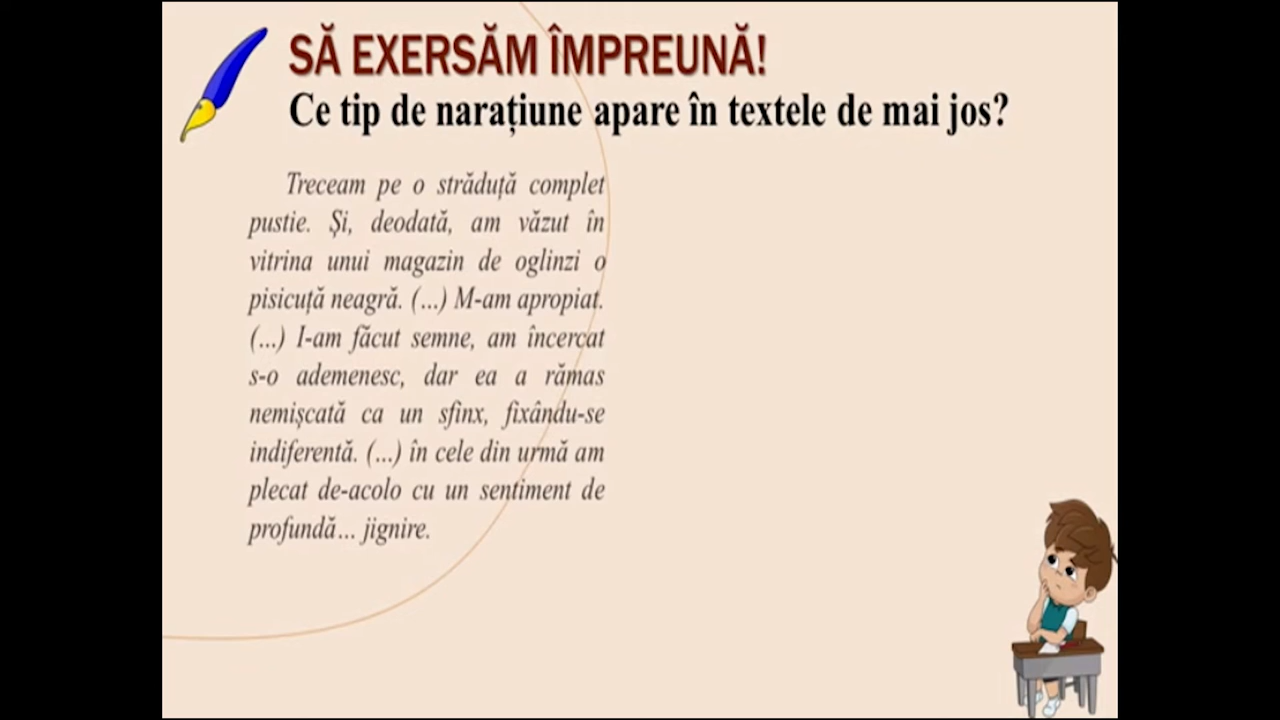 SĂ EXERSĂM ÎMPREUNĂ!
Ce tip de narațiune apare în textele de mai jos?
Treceam pe o străduță complet
pustie. Și, deodată, am văzut în
vitrina unui magazin de oglinzi o
pisicuță neagră. (...) M-am apropiat.
(...) I-am făcut semne, am încercat
s-o ademenesc, dar ea a rămas
nemișcată ca un sfinx, fixându-se
indiferentă. (...) în cele din urmă am
plecat de-acolo cu un sentiment de
profundă... jignire.